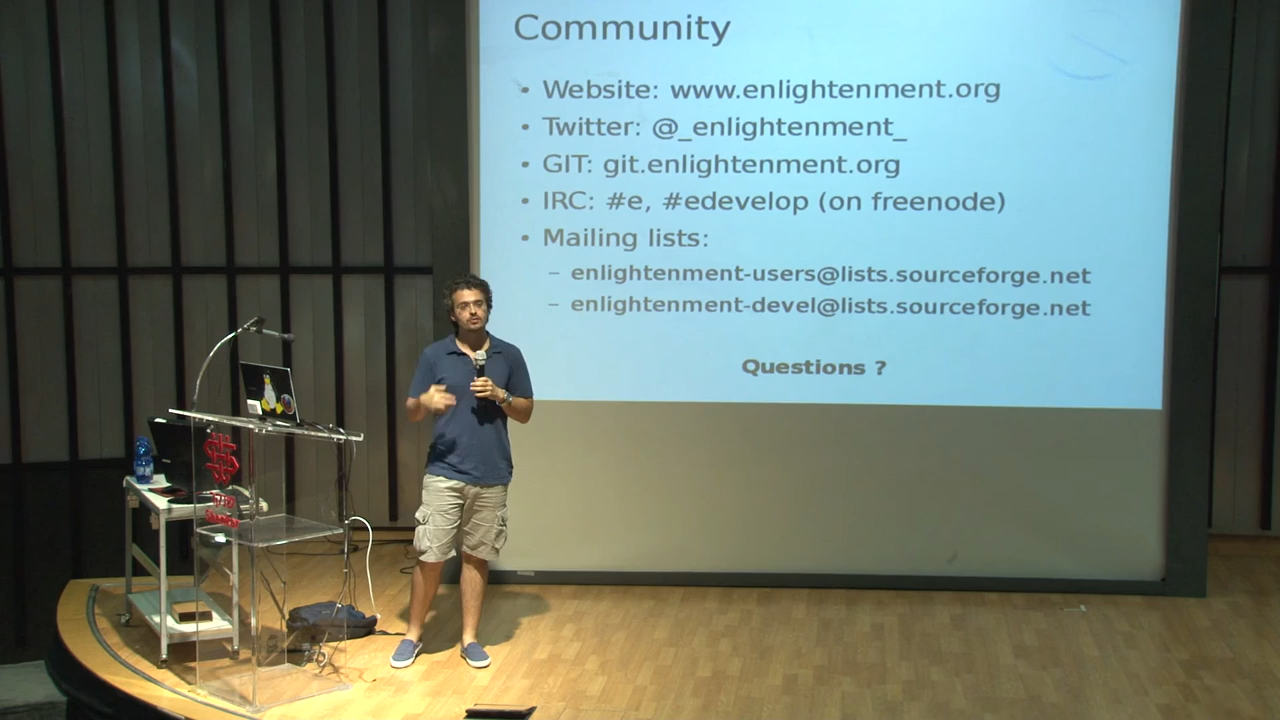 Community
• Website: www.enlightenment.org
• Twitter: @_enlightenment_
• GIT: git.enlightenment.org
• IRC: #e, #edevelop (on freenode)
• Mailing lists:
– enlightenment-users@lists.sourceforge.net
– enlightenment-devel@lists.sourceforge.net
Questions ?